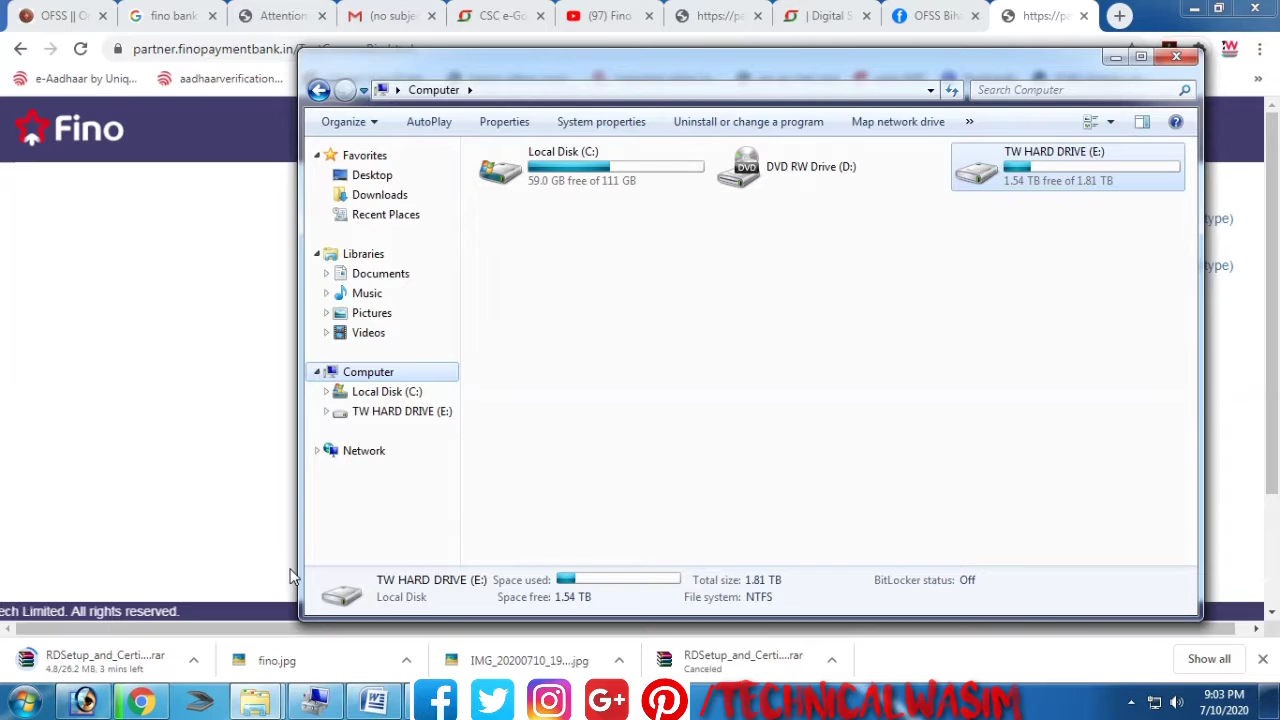 OFSS || O
fino bank
Attention
(no subje
CSC e-Go
(97) Fino
https://pa
| Digital S
OFSS Bih
https://pa
partner.finopaymentbank.in
e-Aadhaar by Uniq...
aadhaarverification...
»
Fino
type)
type)
Computer
Search Computer
Organize
AutoPlay
Properties
System properties
Uninstall or change a program
Map network drive
»
Favorites
Desktop
Downloads
Recent Places
Libraries
Documents
Music
Pictures
Videos
Computer
Local Disk (C:)
TW HARD DRIVE (E:)
Network
Local Disk (C:)
59.0 GB free of 111 GB
DVD
DVD RW Drive (D:)
TW HARD DRIVE (E:)
1.54 TB free of 1.81 TB
TW HARD DRIVE (E:) Space used: Total size: 1.81 TB BitLocker status: Off
Local Disk Space free: 1.54 TB File system: NTFS
ech Limited. All rights reserved.
RDSetup_and_Certi....rar
4.8/26.2 MB, 3 mins left
fino.jpg
IMG_20200710_19....jpg
RDSetup_and_Certi....rar
Canceled
Show all
/TECHNICALWASIM
9:03 PM
7/10/2020